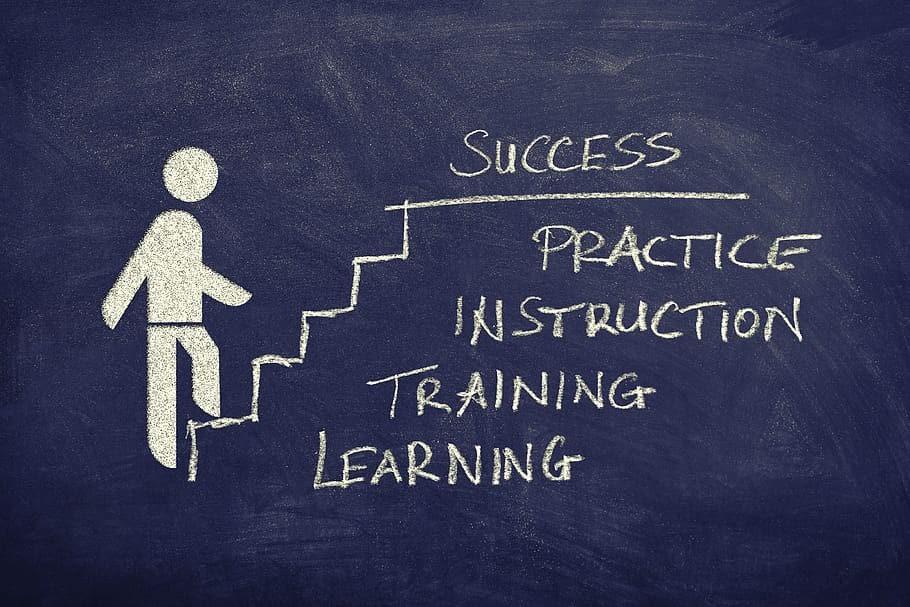 SUCCESS
PRACTICE
INSTRUCTION
TRAINING
LEARNING